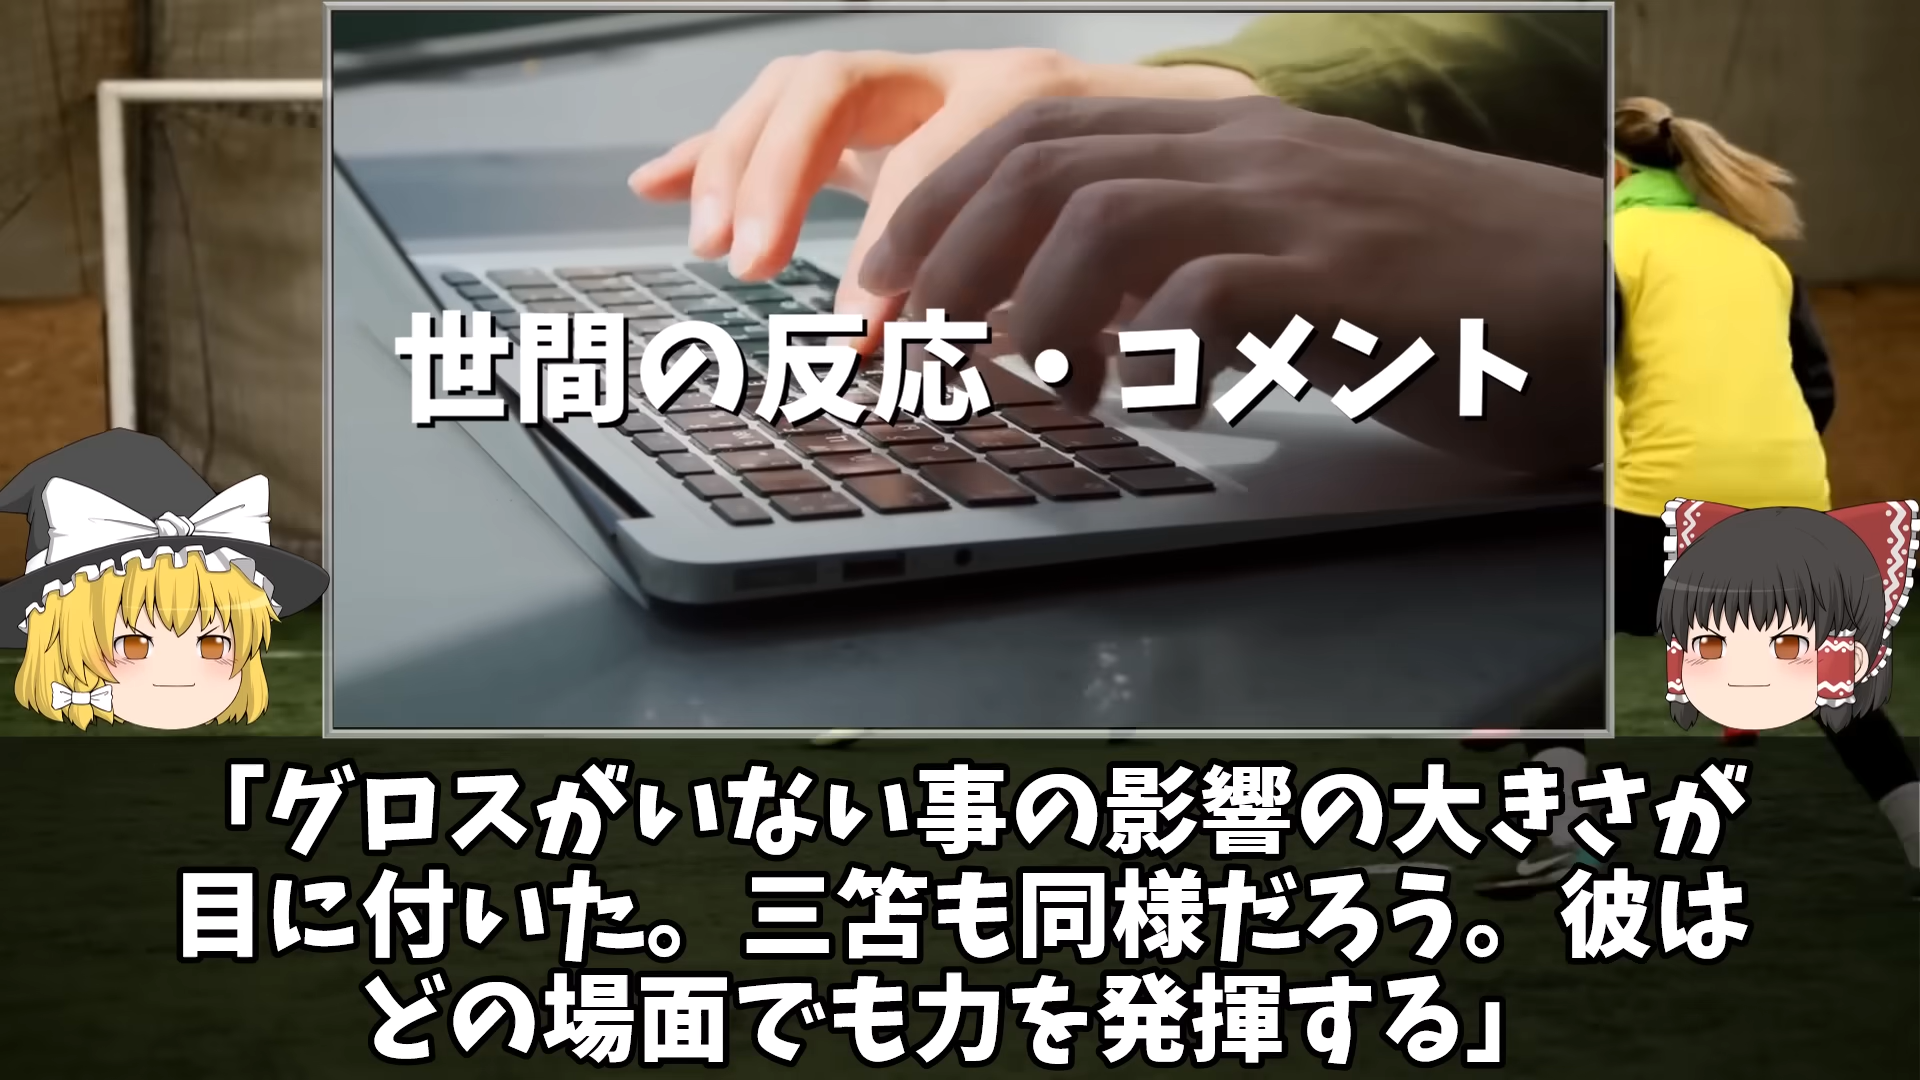 世間の反応・コメント
「グロスがいない事の影響の大きさが
目に付いた。三笘も同様だろう。彼は
どの場面でも力を発揮する」